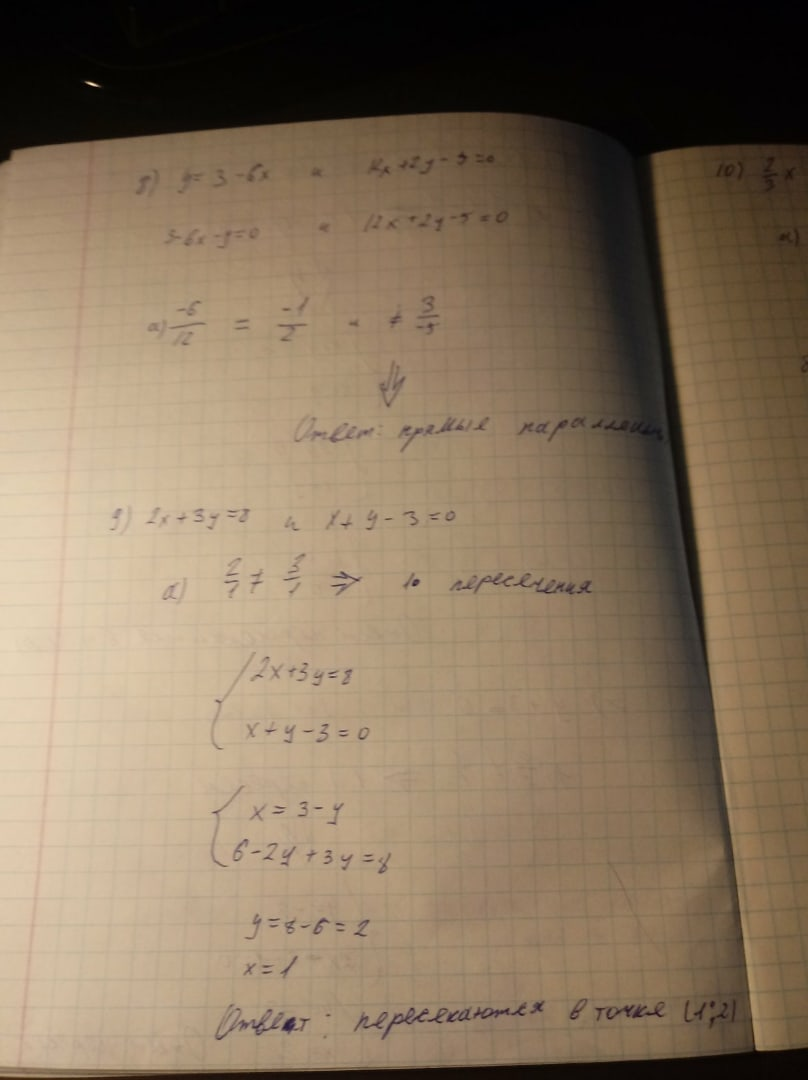 8) y = 3 - 6x и 12x + 2y - 5 = 0
3 - 6x - y = 0 и 12x + 2y - 5 = 0
а) -6/12 = -1/2 и ≠ 3/-5
⇓
Ответ: прямые
9) 2x + 3y = 8 и x + y - 3 = 0
а) 2/1 ≠ 3/1 ⇒ пересечения
{ 2x + 3y = 8
x + y - 3 = 0
{ x = 3 - y
6 - 2y + 3y = 8
y = 8 - 6 = 2
x = 1
Ответ: пересекаются в точке (1;2)
10) 2/3 x
а)